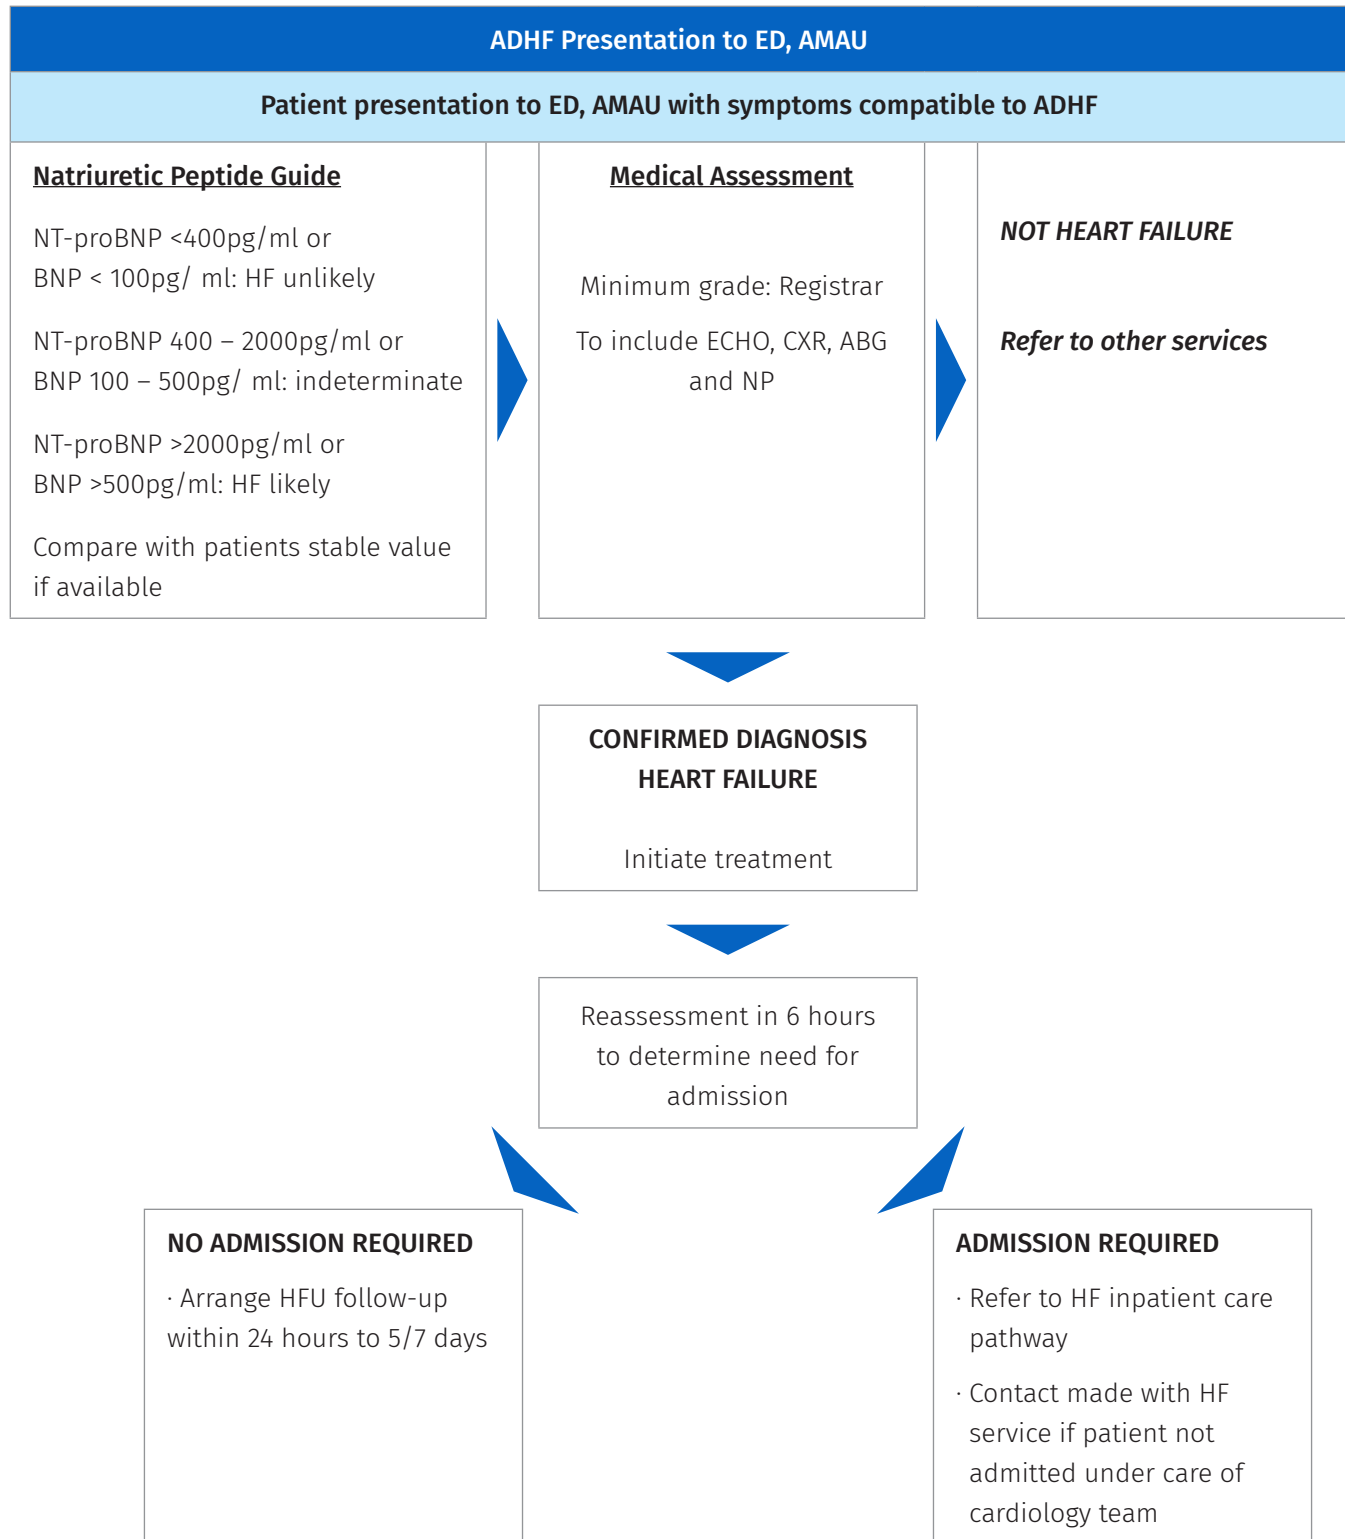 ADHF Presentation to ED, AMAU
Patient presentation to ED, AMAU with symptoms compatible to ADHF
Natriuretic Peptide Guide
NT-proBNP <400pg/ml or
BNP < 100pg/ ml: HF unlikely
NT-proBNP 400 – 2000pg/ml or
BNP 100 – 500pg/ ml: indeterminate
NT-proBNP >2000pg/ml or
BNP >500pg/ml: HF likely
Compare with patients stable value
if available
Medical Assessment
Minimum grade: Registrar
To include ECHO, CXR, ABG
and NP
NOT HEART FAILURE
Refer to other services
CONFIRMED DIAGNOSIS
HEART FAILURE
Initiate treatment
Reassessment in 6 hours
to determine need for
admission
NO ADMISSION REQUIRED
· Arrange HFU follow-up
within 24 hours to 5/7 days
ADMISSION REQUIRED
· Refer to HF inpatient care
pathway
· Contact made with HF
service if patient not
admitted under care of
cardiology team